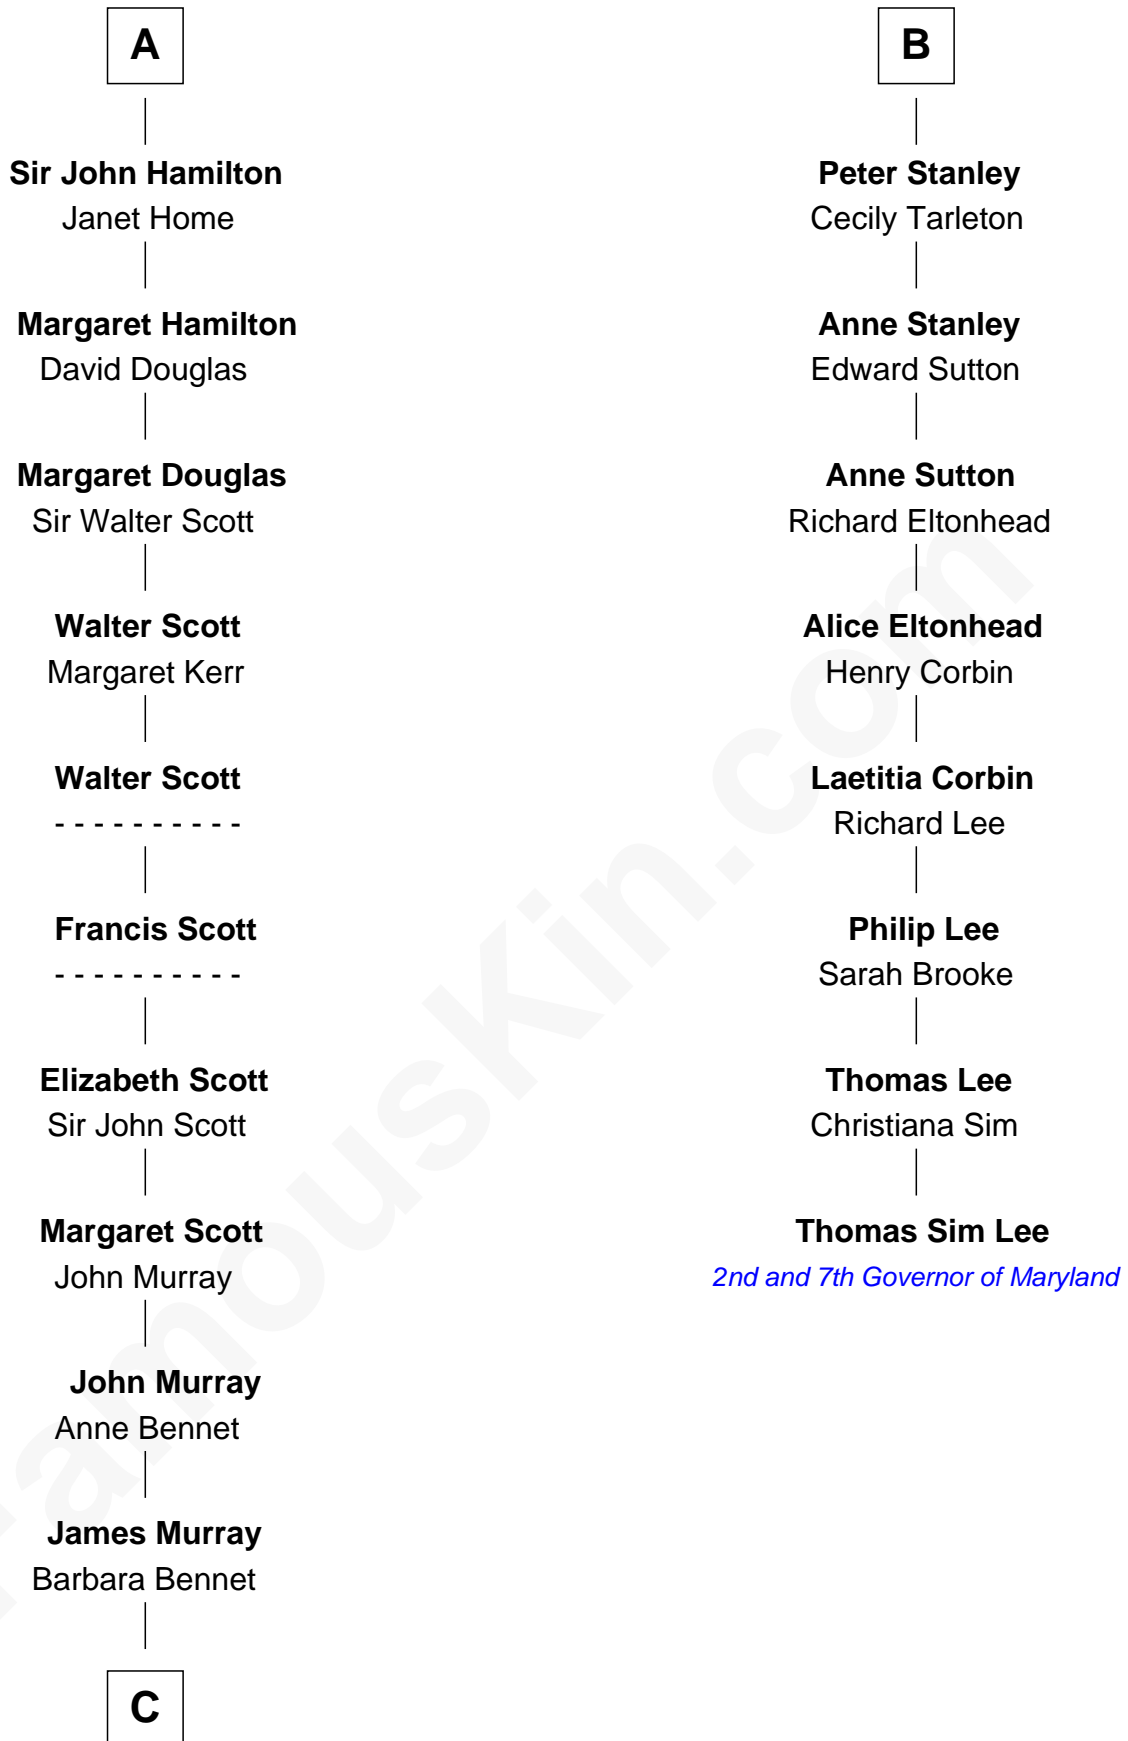 A
Sir John Hamilton
Janet Home
Margaret Hamilton
David Douglas
Margaret Douglas
Sir Walter Scott
Walter Scott
Margaret Kerr
Walter Scott
- - - - - - - - - -
Francis Scott
- - - - - - - - - -
Elizabeth Scott
Sir John Scott
Margaret Scott
John Murray
John Murray
Anne Bennet
James Murray
Barbara Bennet
C
B
Peter Stanley
Cecily Tarleton
Anne Stanley
Edward Sutton
Anne Sutton
Richard Eltonhead
Alice Eltonhead
Henry Corbin
Laetitia Corbin
Richard Lee
Philip Lee
Sarah Brooke
Thomas Lee
Christiana Sim
Thomas Sim Lee
2nd and 7th Governor of Maryland
FamousKin.com